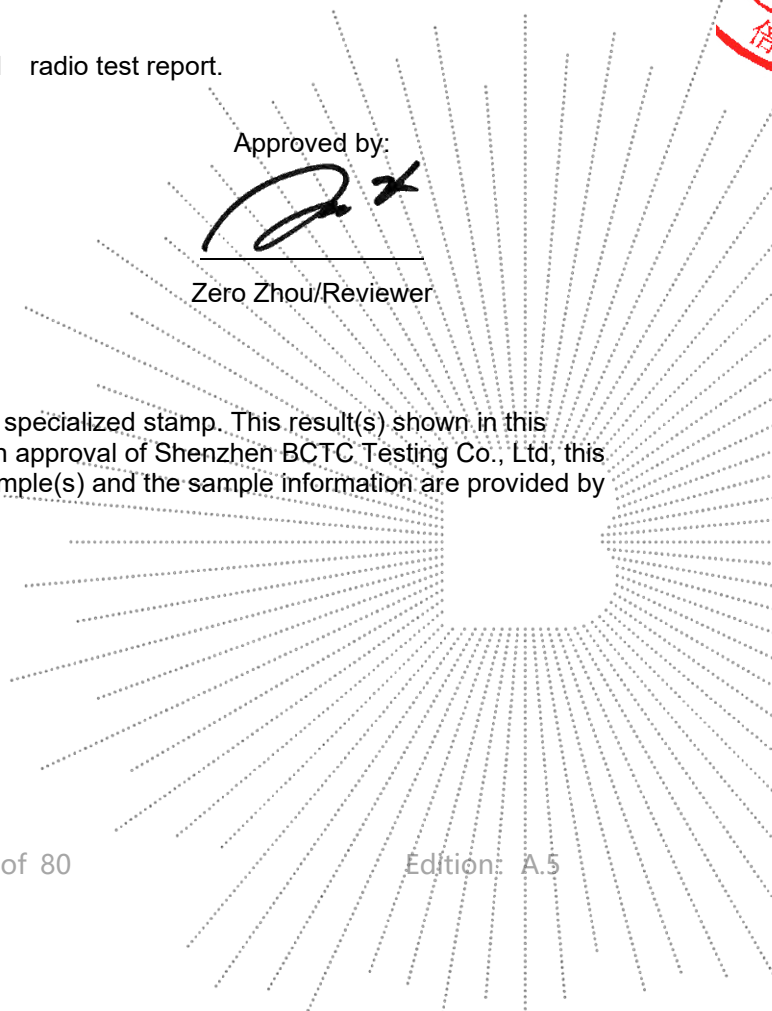 radio test report.
倍
Approved by:
Zero Zhou/Reviewer
specialized stamp. This result(s) shown in this
approval of Shenzhen BCTC Testing Co., Ltd, this
mple(s) and the sample information are provided by
of 80 Edition: A.5